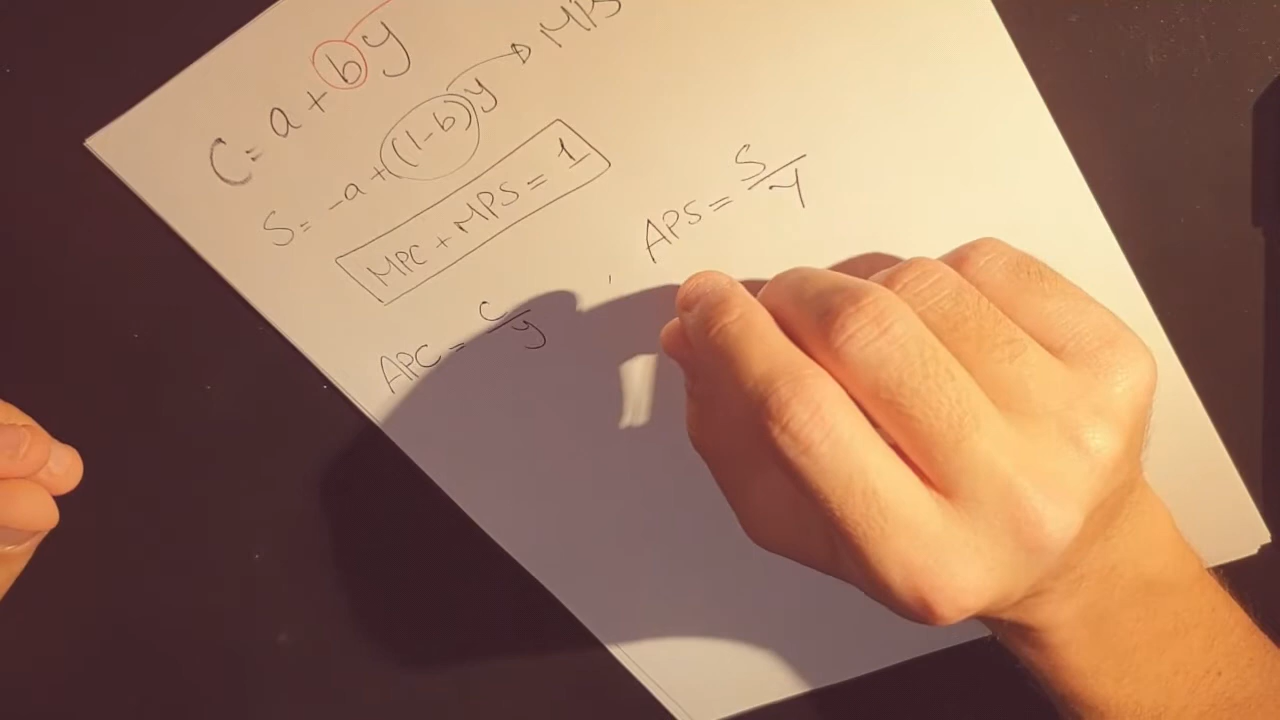 C = a + by
S = -a + (1-b)y → MPS
MPC + MPS = 1
APC = C/y , APS = S/Y